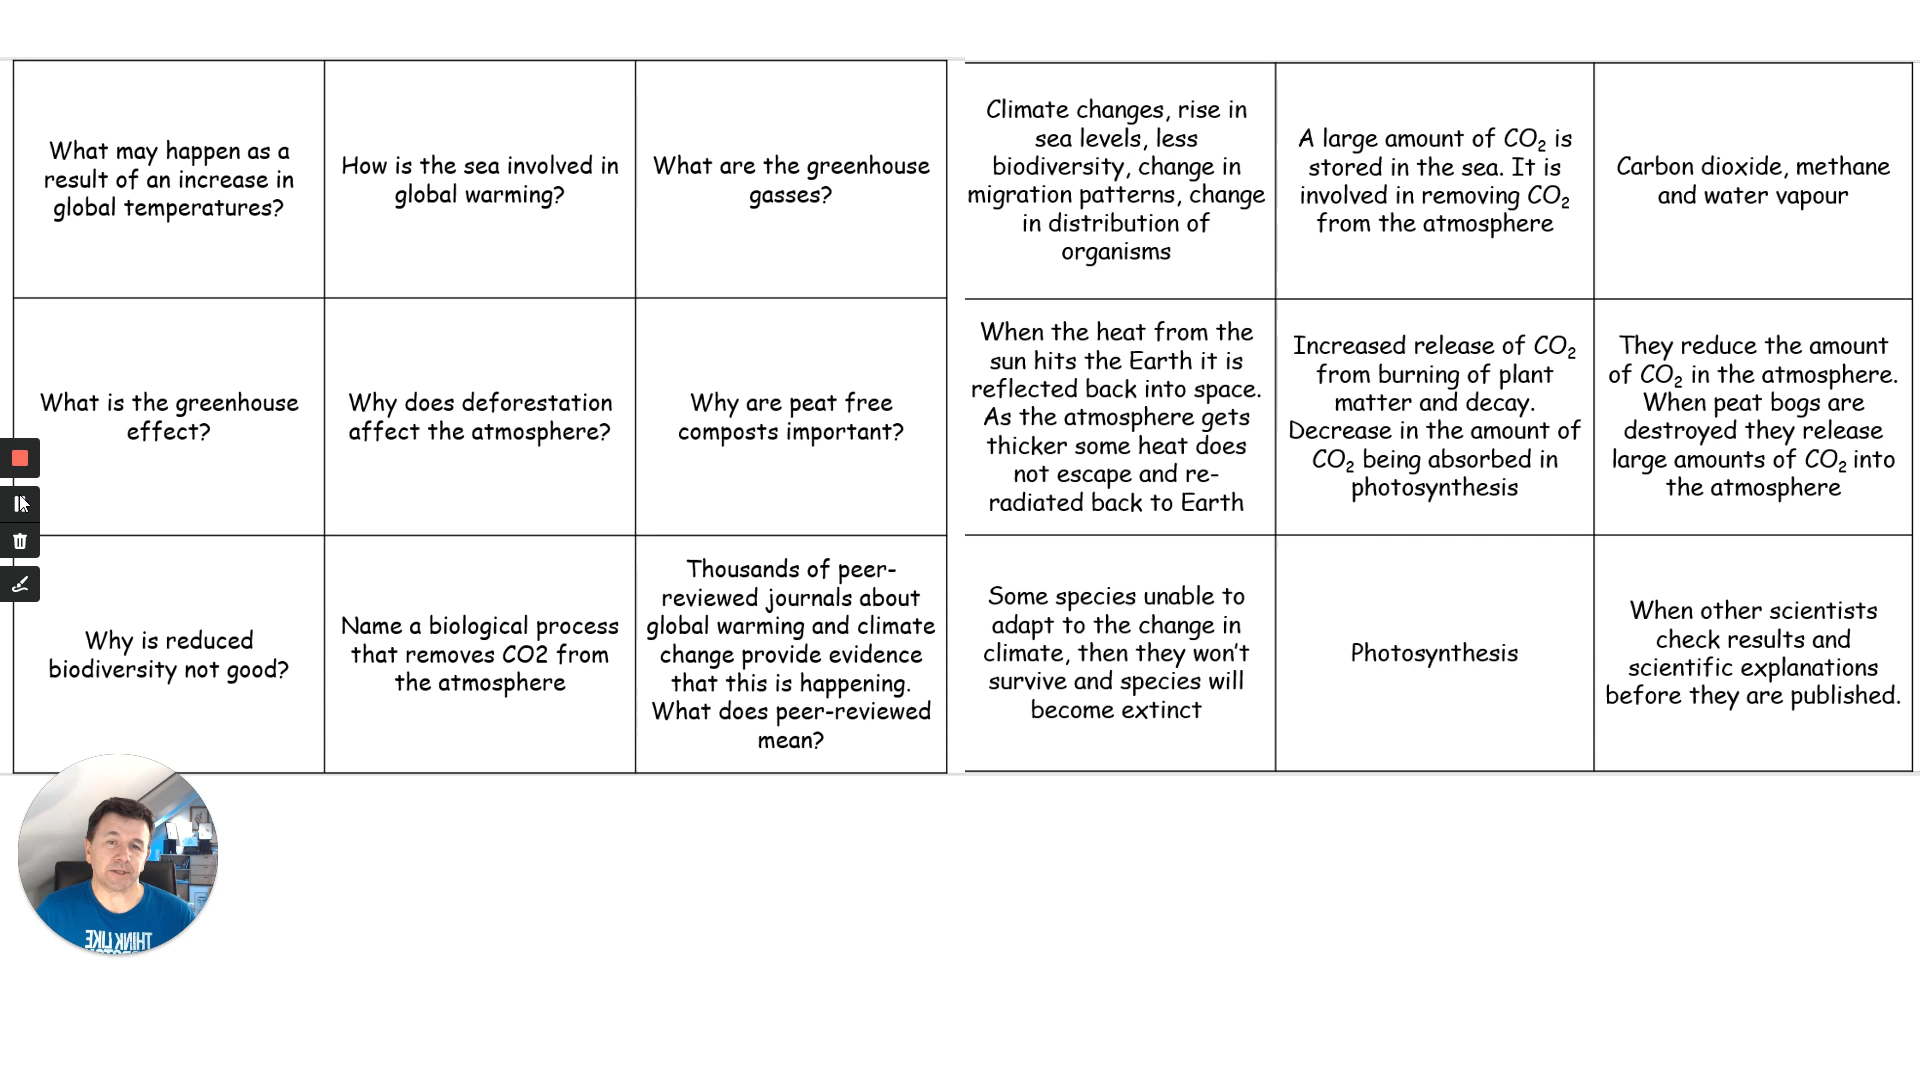 What may happen as a
result of an increase in
global temperatures?
How is the sea involved in
global warming?
What are the greenhouse
gasses?
Climate changes, rise in
sea levels, less
biodiversity, change in
migration patterns, change
in distribution of
organisms
A large amount of CO₂ is
stored in the sea. It is
involved in removing CO₂
from the atmosphere
Carbon dioxide, methane
and water vapour
What is the greenhouse
effect?
Why does deforestation
affect the atmosphere?
Why are peat free
composts important?
When the heat from the
sun hits the Earth it is
reflected back into space.
As the atmosphere gets
thicker some heat does
not escape and re-
radiated back to Earth
Increased release of CO₂
from burning of plant
matter and decay.
Decrease in the amount of
CO₂ being absorbed in
photosynthesis
They reduce the amount
of CO₂ in the atmosphere.
When peat bogs are
destroyed they release
large amounts of CO₂ into
the atmosphere
Why is reduced
biodiversity not good?
Name a biological process
that removes CO2 from
the atmosphere
Thousands of peer-
reviewed journals about
global warming and climate
change provide evidence
that this is happening.
What does peer-reviewed
mean?
Some species unable to
adapt to the change in
climate, then they won't
survive and species will
become extinct
Photosynthesis
When other scientists
check results and
scientific explanations
before they are published.
THINK LIKE